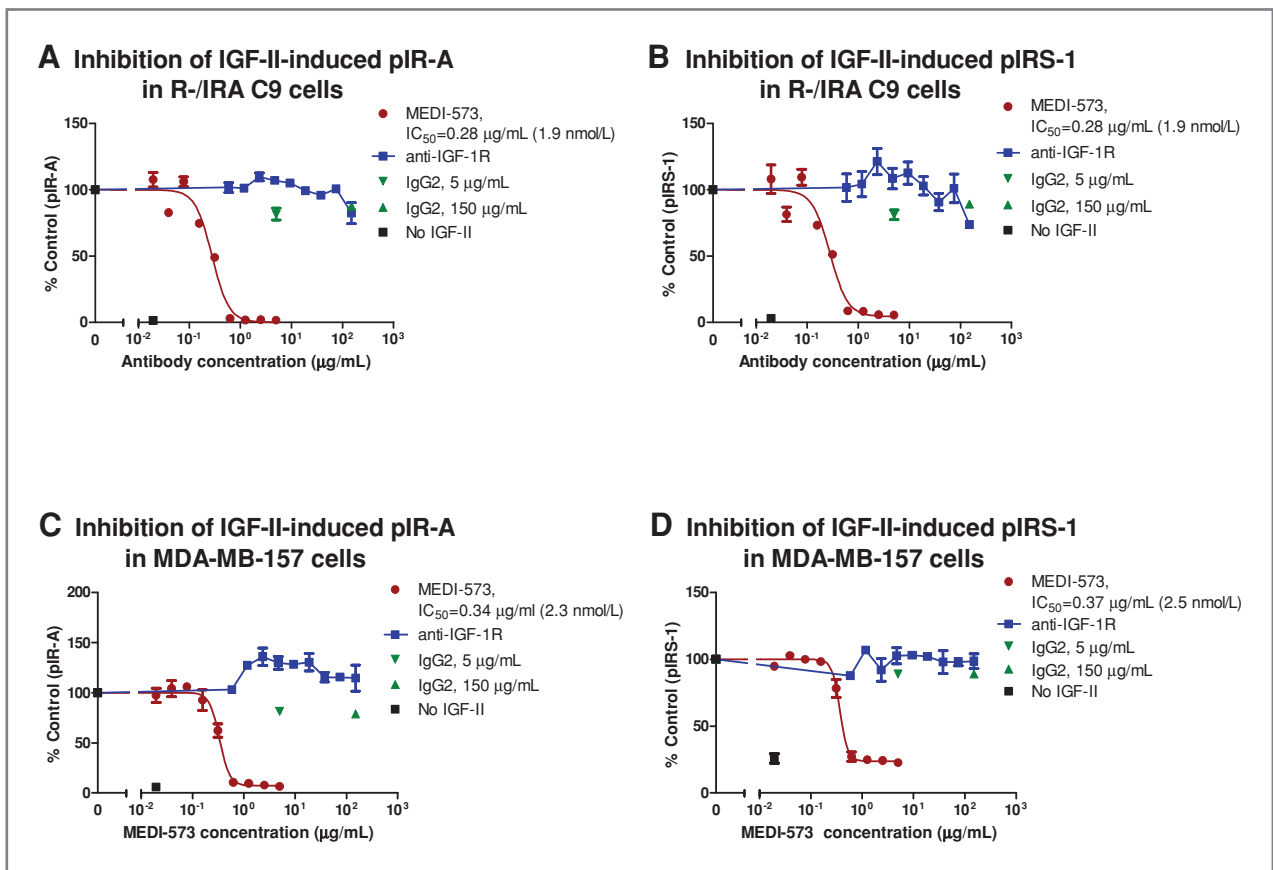 A Inhibition of IGF-II-induced pIR-A
in R-/IRA C9 cells
MEDI-573,
IC50=0.28 μg/mL (1.9 nmol/L)
anti-IGF-1R
IgG2, 5 μg/mL
IgG2, 150 μg/mL
No IGF-II
% Control (pIR-A)
150
100
50
0
0 10-2 10-1 100 101 102 103
Antibody concentration (μg/mL)
B Inhibition of IGF-II-induced pIRS-1
in R-/IRA C9 cells
MEDI-573,
IC50=0.28 μg/mL (1.9 nmol/L)
anti-IGF-1R
IgG2, 5 μg/mL
IgG2, 150 μg/mL
No IGF-II
% Control (pIRS-1)
150
100
50
0
0 10-2 10-1 100 101 102 103
Antibody concentration (μg/mL)
C Inhibition of IGF-II-induced pIR-A
in MDA-MB-157 cells
MEDI-573,
IC50=0.34 μg/ml (2.3 nmol/L)
anti-IGF-1R
IgG2, 5 μg/mL
IgG2, 150 μg/mL
No IGF-II
% Control (pIR-A)
200
150
100
50
0
0 10-2 10-1 100 101 102 103
MEDI-573 concentration (μg/mL)
D Inhibition of IGF-II-induced pIRS-1
in MDA-MB-157 cells
MEDI-573,
IC50=0.37 μg/mL (2.5 nmol/L)
anti-IGF-1R
IgG2, 5 μg/mL
IgG2, 150 μg/mL
No IGF-II
% Control (pIRS-1)
150
100
50
0
0 10-2 10-1 100 101 102 103
MEDI-573 concentration (μg/mL)